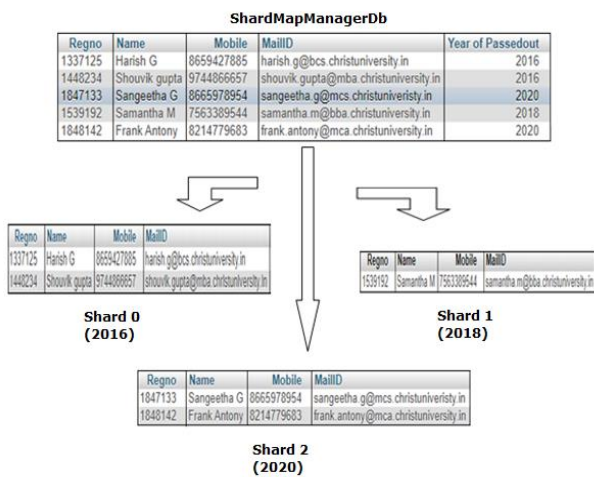 ShardMapManagerDb
Regno Name Mobile MailID Year of Passedout
1337125 Harish G 8659427885 harish.g@bcs.christuniversity.in 2016
1448234 Shouvik gupta 9744866657 shouvik.gupta@mba.christuniversity.in 2016
1847133 Sangeetha G 8665978954 sangeetha.g@mcs.christuniveristy.in 2020
1539192 Samantha M 7563389544 samantha.m@bba.christuniversity.in 2018
1848142 Frank Antony 8214779683 frank.antony@mca.christuniversity.in 2020
Regno Name Mobile MailID
1337125 Harish G 8659427885 harish.g@bcs.christuniversity.in
1448234 Shouvik gupta 9744866657 shouvik.gupta@mba.christuniversity.in
Shard 0
(2016)
Regno Name Mobile MailID
1539192 Samantha M 7563389544 samantha.m@bba.christuniversity.in
Shard 1
(2018)
Regno Name Mobile MailID
1847133 Sangeetha G 8665978954 sangeetha.g@mcs.christuniveristy.in
1848142 Frank Antony 8214779683 frank.antony@mca.christuniversity.in
Shard 2
(2020)